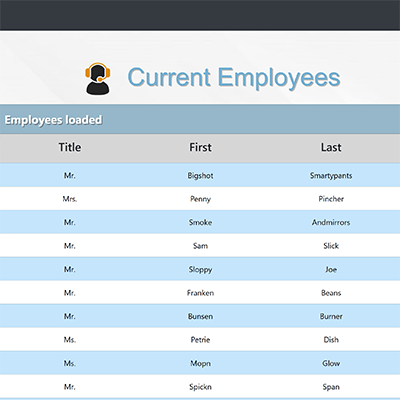 Current Employees
Employees loaded
Title First Last
Mr. Bigshot Smartypants
Mrs. Penny Pincher
Mr. Smoke Andmirrors
Mr. Sam Slick
Mr. Sloppy Joe
Mr. Franken Beans
Mr. Bunsen Burner
Ms. Petrie Dish
Ms. Mopn Glow
Mr. Spickn Span